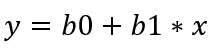 y = b0 + b1 * x